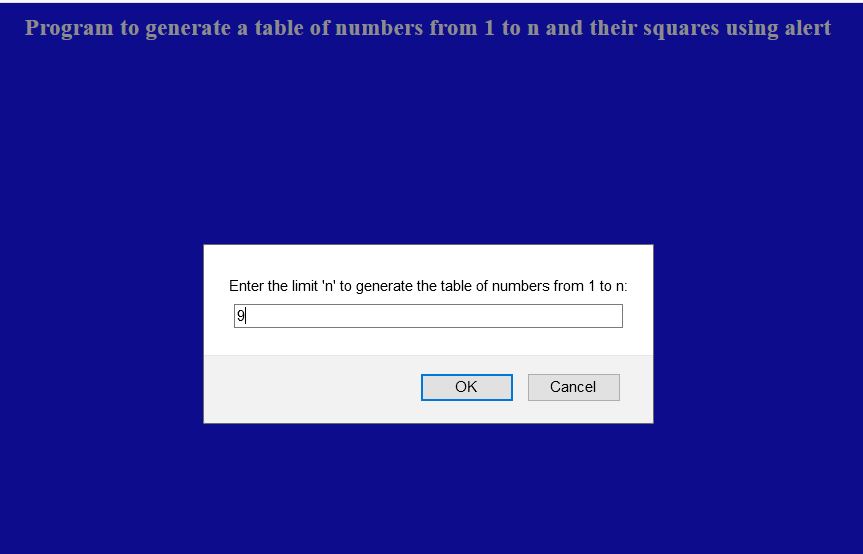 Program to generate a table of numbers from 1 to n and their squares using alert
Enter the limit 'n' to generate the table of numbers from 1 to n:
9
OK Cancel